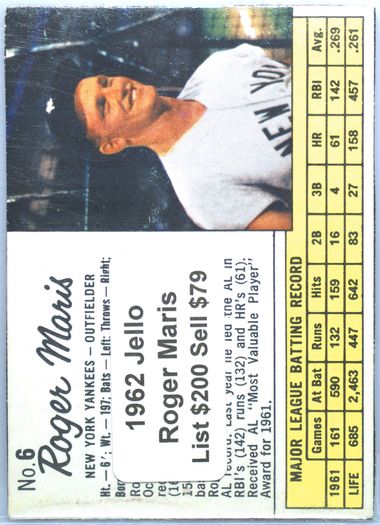 No. 6
Roger Maris
NEW YORK YANKEES — OUTFIELDER
Ht. — 6'; Wt. — 197; Bats — Left: Throws — Right;
1962 Jello
Roger Maris
List $200 Sell $79
AL record. Last year he led the AL in
RBI's (142) runs (132) and HR's (61).
Received AL "Most Valuable Player"
Award for 1961.
NEW YO
MAJOR LEAGUE BATTING RECORD
Games At Bat Runs Hits 2B 3B HR RBI Avg.
1961 161 590 132 159 16 4 61 142 .269
LIFE 685 2,463 447 642 83 27 158 457 .261